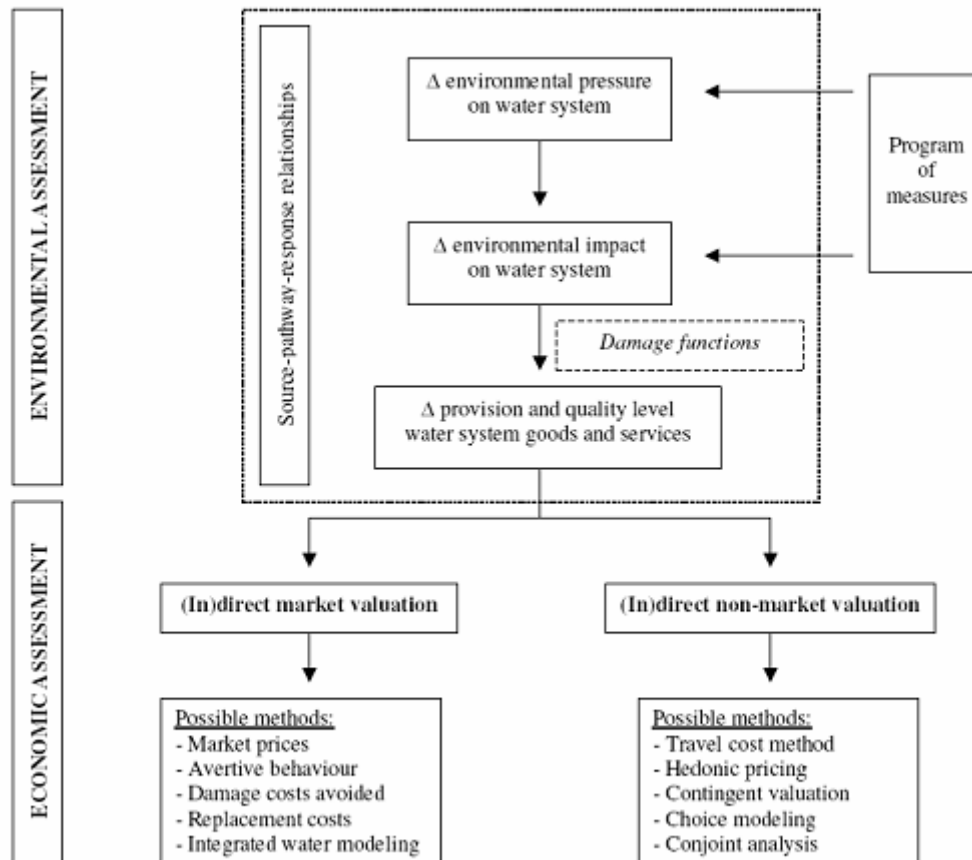 ENVIRONMENTAL ASSESSMENT
Source-pathway-response relationships
Δ environmental pressure
on water system
Program
of
measures
Δ environmental impact
on water system
Damage functions
Δ provision and quality level
water system goods and services
ECONOMIC ASSESSMENT
(In)direct market valuation
(In)direct non-market valuation
Possible methods:
- Market prices
- Avertive behaviour
- Damage costs avoided
- Replacement costs
- Integrated water modeling
Possible methods:
- Travel cost method
- Hedonic pricing
- Contingent valuation
- Choice modeling
- Conjoint analysis